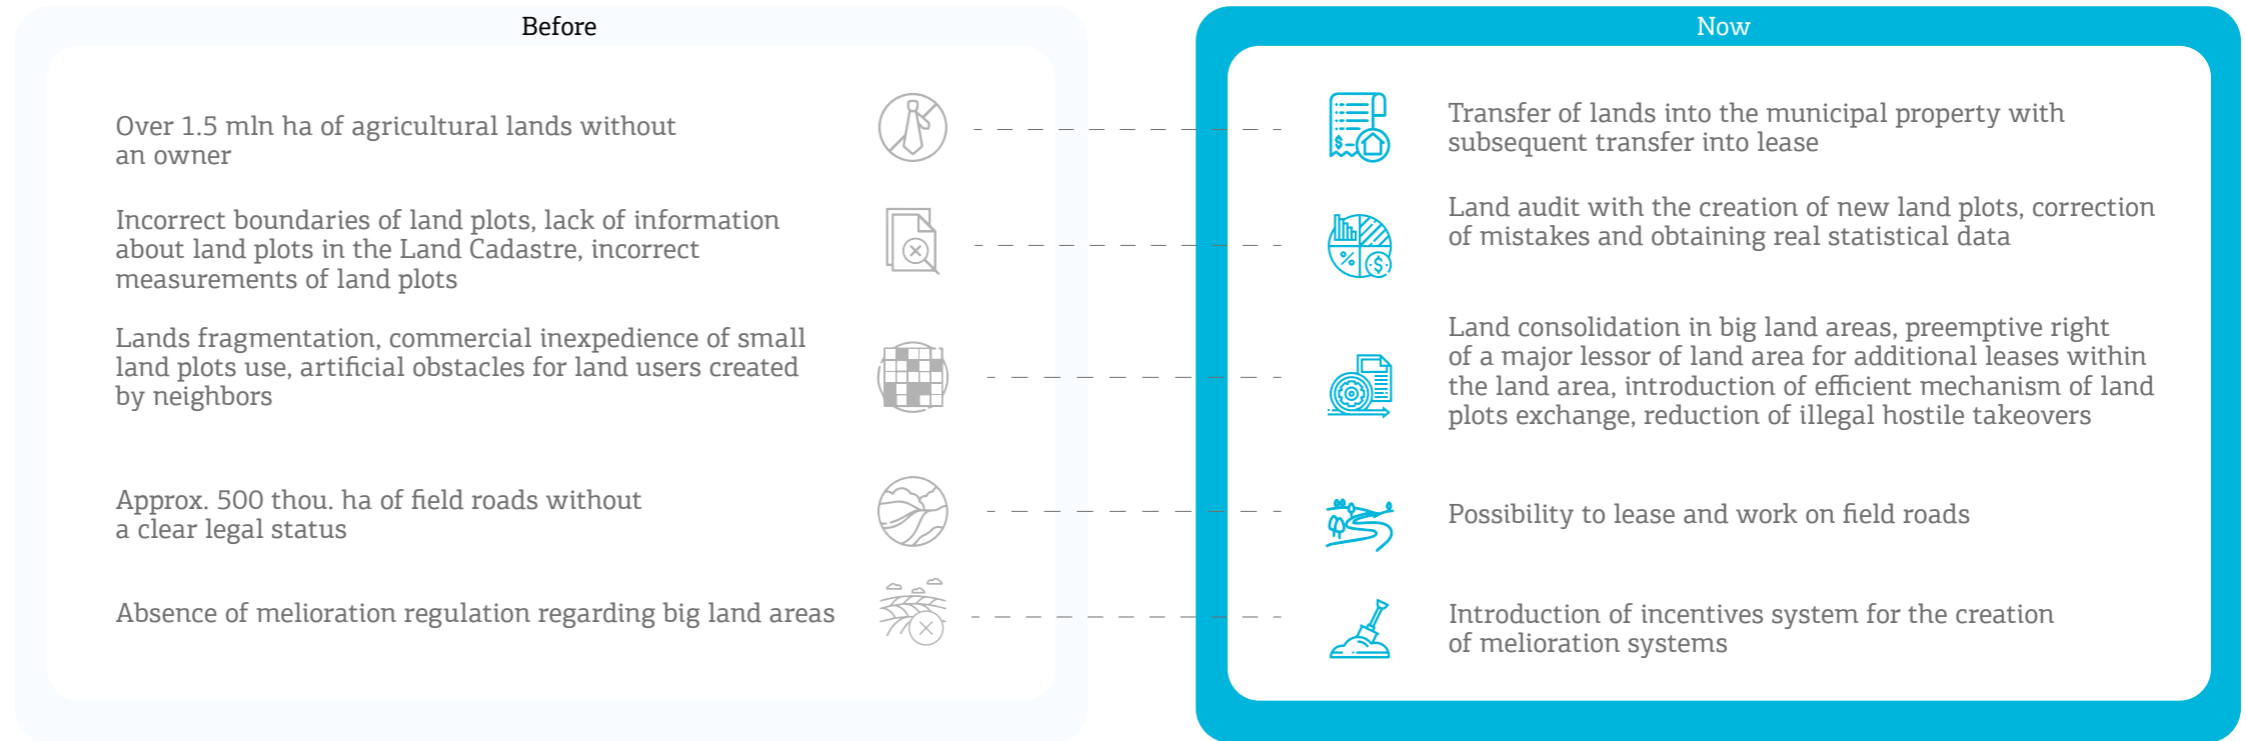 Before
Over 1.5 mln ha of agricultural lands without
an owner
Incorrect boundaries of land plots, lack of information
about land plots in the Land Cadastre, incorrect
measurements of land plots
Lands fragmentation, commercial inexpedience of small
land plots use, artificial obstacles for land users created
by neighbors
Approx. 500 thou. ha of field roads without
a clear legal status
Absence of melioration regulation regarding big land areas
Now
Transfer of lands into the municipal property with
subsequent transfer into lease
Land audit with the creation of new land plots, correction
of mistakes and obtaining real statistical data
Land consolidation in big land areas, preemptive right
of a major lessor of land area for additional leases within
the land area, introduction of efficient mechanism of land
plots exchange, reduction of illegal hostile takeovers
Possibility to lease and work on field roads
Introduction of incentives system for the creation
of melioration systems